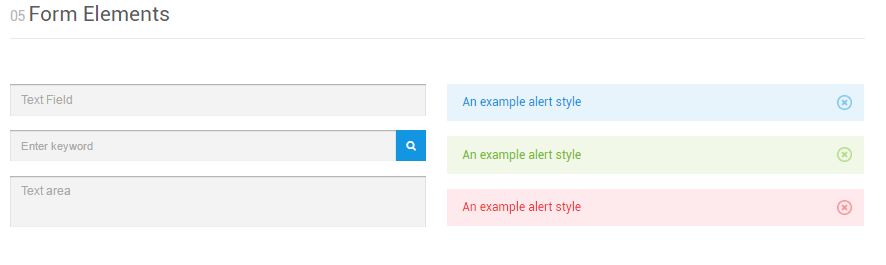 05 Form Elements
Text Field
Enter keyword
Text area
An example alert style
An example alert style
An example alert style